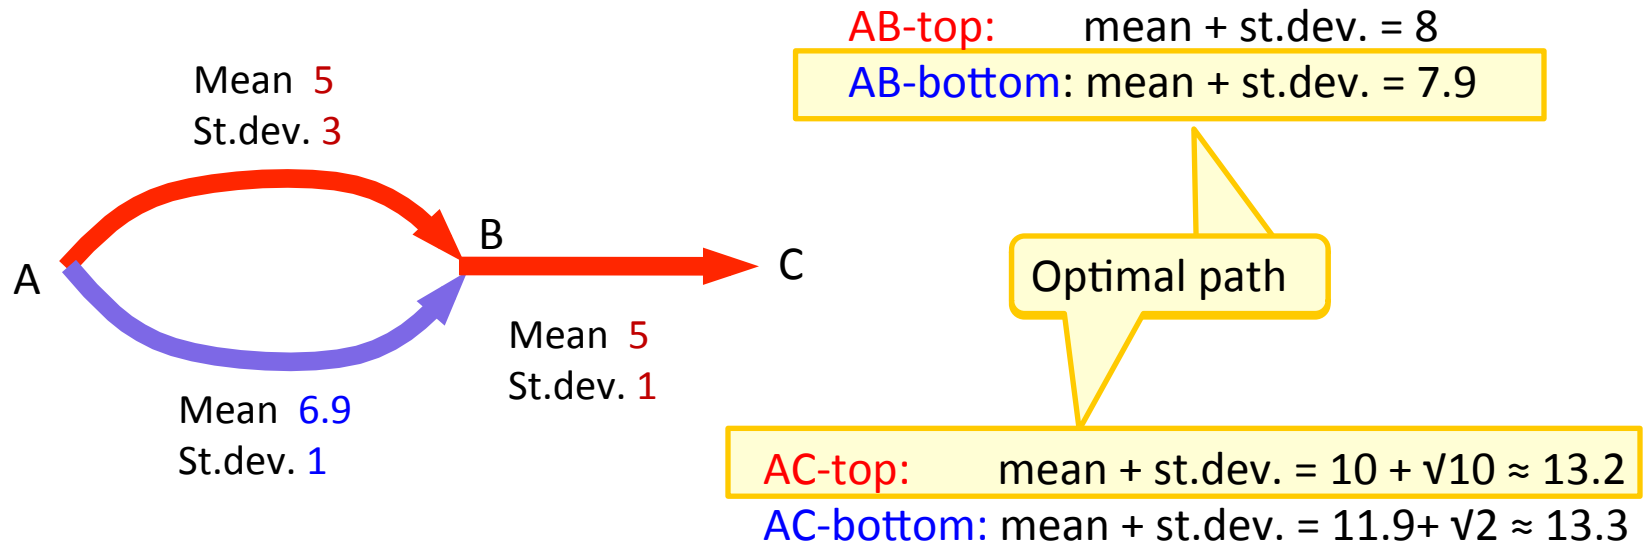 AB-top: mean + st.dev. = 8
AB-bottom: mean + st.dev. = 7.9
Mean 5
St.dev. 3
B
A
C
Optimal path
Mean 5
St.dev. 1
Mean 6.9
St.dev. 1
AC-top: mean + st.dev. = 10 + √10 ≈ 13.2
AC-bottom: mean + st.dev. = 11.9+ √2 ≈ 13.3